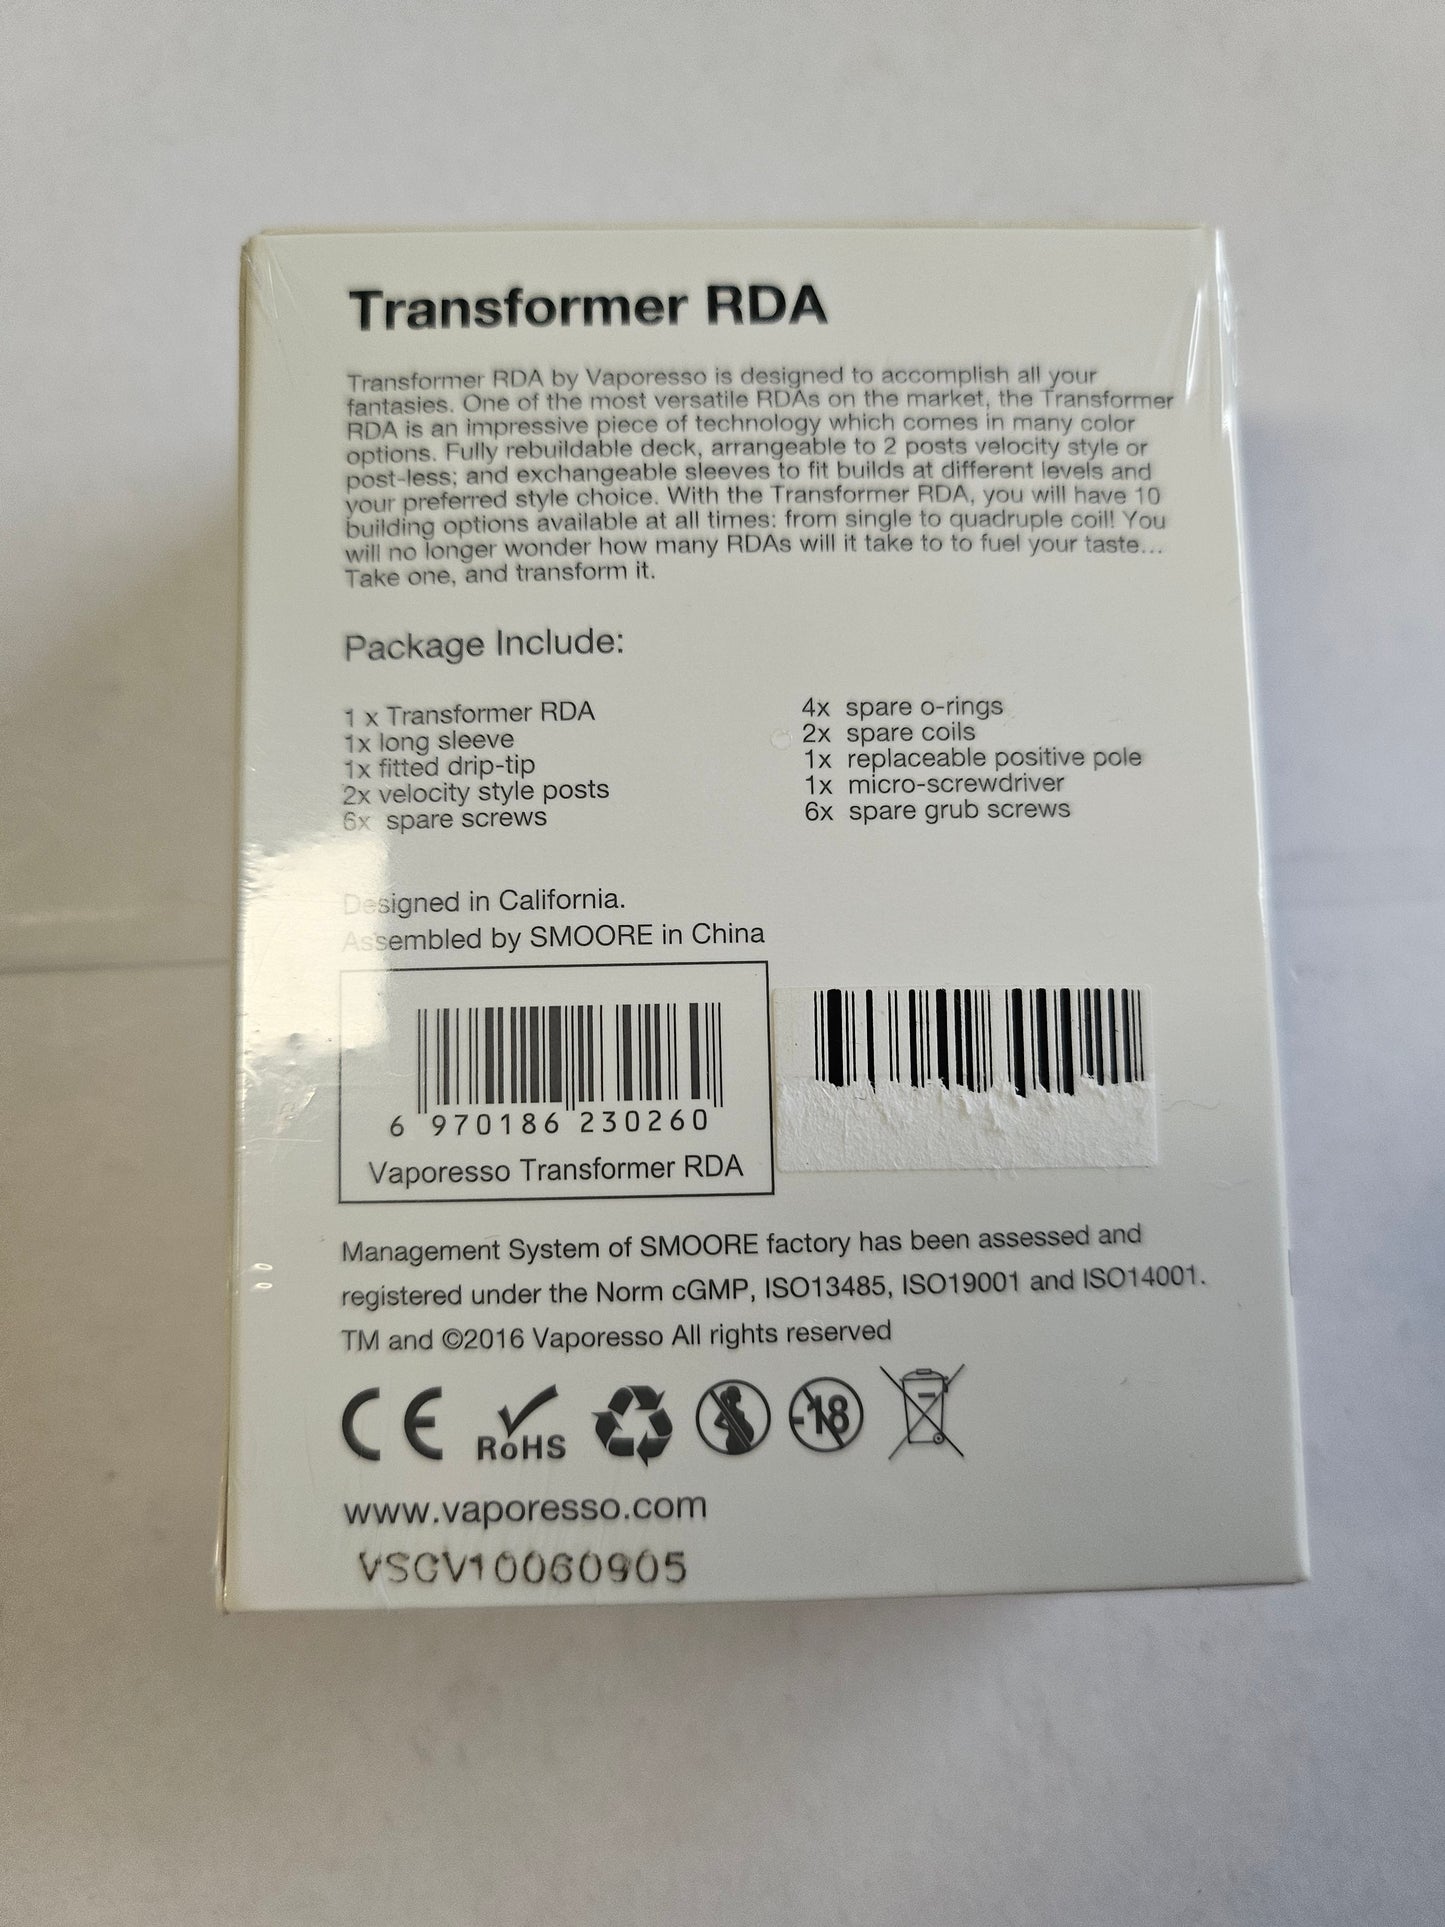 Transformer RDA
Transformer RDA by Vaporesso is designed to accomplish all your
fantasies. One of the most versatile RDAs on the market, the Transformer
RDA is an impressive piece of technology which comes in many color
options. Fully rebuildable deck, arrangeable to 2 posts velocity style or
post-less; and exchangeable sleeves to fit builds at different levels and
your preferred style choice. With the Transformer RDA, you will have 10
building options available at all times: from single to quadruple coil! You
will no longer wonder how many RDAs will it take to to fuel your taste...
Take one, and transform it.
Package Include:
1 x Transformer RDA
1x long sleeve
1x fitted drip-tip
2x velocity style posts
6x spare screws
4x spare o-rings
2x spare coils
1x replaceable positive pole
1x micro-screwdriver
6x spare grub screws
Designed in California.
Assembled by SMOORE in China
6 970186 230260
Vaporesso Transformer RDA
Management System of SMOORE factory has been assessed and
registered under the Norm cGMP, ISO13485, ISO19001 and ISO14001.
TM and ©2016 Vaporesso All rights reserved
CE RoHS -18
www.vaporesso.com
VSCV10060905